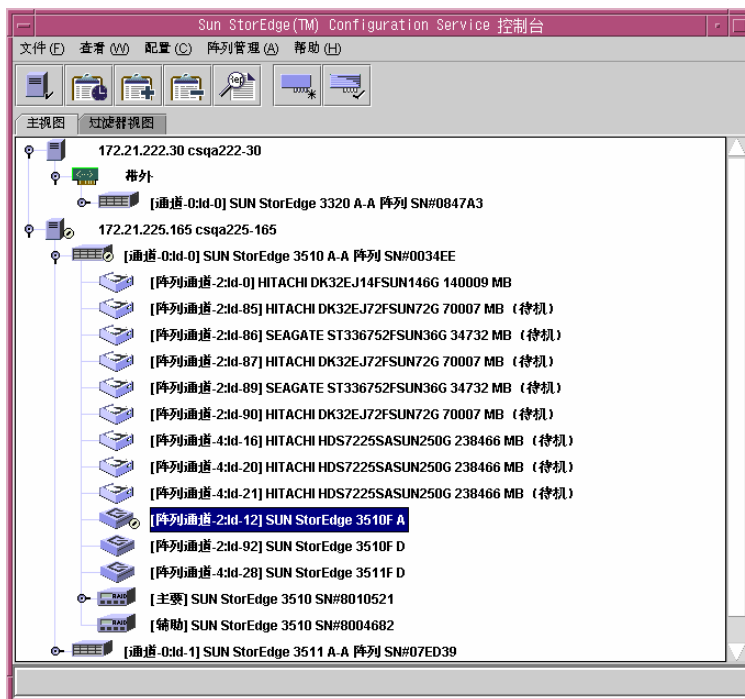 Sun StorEdge(TM) Configuration Service 控制台
文件(F) 查看(W) 配置(C) 阵列管理(A) 帮助(H)
主视图 过滤器视图
172.21.222.30 csqa222-30
带外
[通道-0:Id-0] SUN StorEdge 3320 A-A 阵列 SN#0847A3
172.21.225.165 csqa225-165
[通道-0:Id-0] SUN StorEdge 3510 A-A 阵列 SN#0034EE
[阵列通道-2:Id-0] HITACHI DK32EJ14FSUN146G 140009 MB
[阵列通道-2:Id-85] HITACHI DK32EJ72FSUN72G 70007 MB (待机)
[阵列通道-2:Id-86] SEAGATE ST336752FSUN36G 34732 MB (待机)
[阵列通道-2:Id-87] HITACHI DK32EJ72FSUN72G 70007 MB (待机)
[阵列通道-2:Id-89] SEAGATE ST336752FSUN36G 34732 MB (待机)
[阵列通道-2:Id-90] HITACHI DK32EJ72FSUN72G 70007 MB (待机)
[阵列通道-4:Id-16] HITACHI HDS7225SASUN250G 238466 MB (待机)
[阵列通道-4:Id-20] HITACHI HDS7225SASUN250G 238466 MB (待机)
[阵列通道-4:Id-21] HITACHI HDS7225SASUN250G 238466 MB (待机)
[阵列通道-2:Id-12] SUN StorEdge 3510F A
[阵列通道-2:Id-92] SUN StorEdge 3510F D
[阵列通道-4:Id-28] SUN StorEdge 3511F D
[主要] SUN StorEdge 3510 SN#8010521
[辅助] SUN StorEdge 3510 SN#8004682
[通道-0:Id-1] SUN StorEdge 3511 A-A 阵列 SN#07ED39